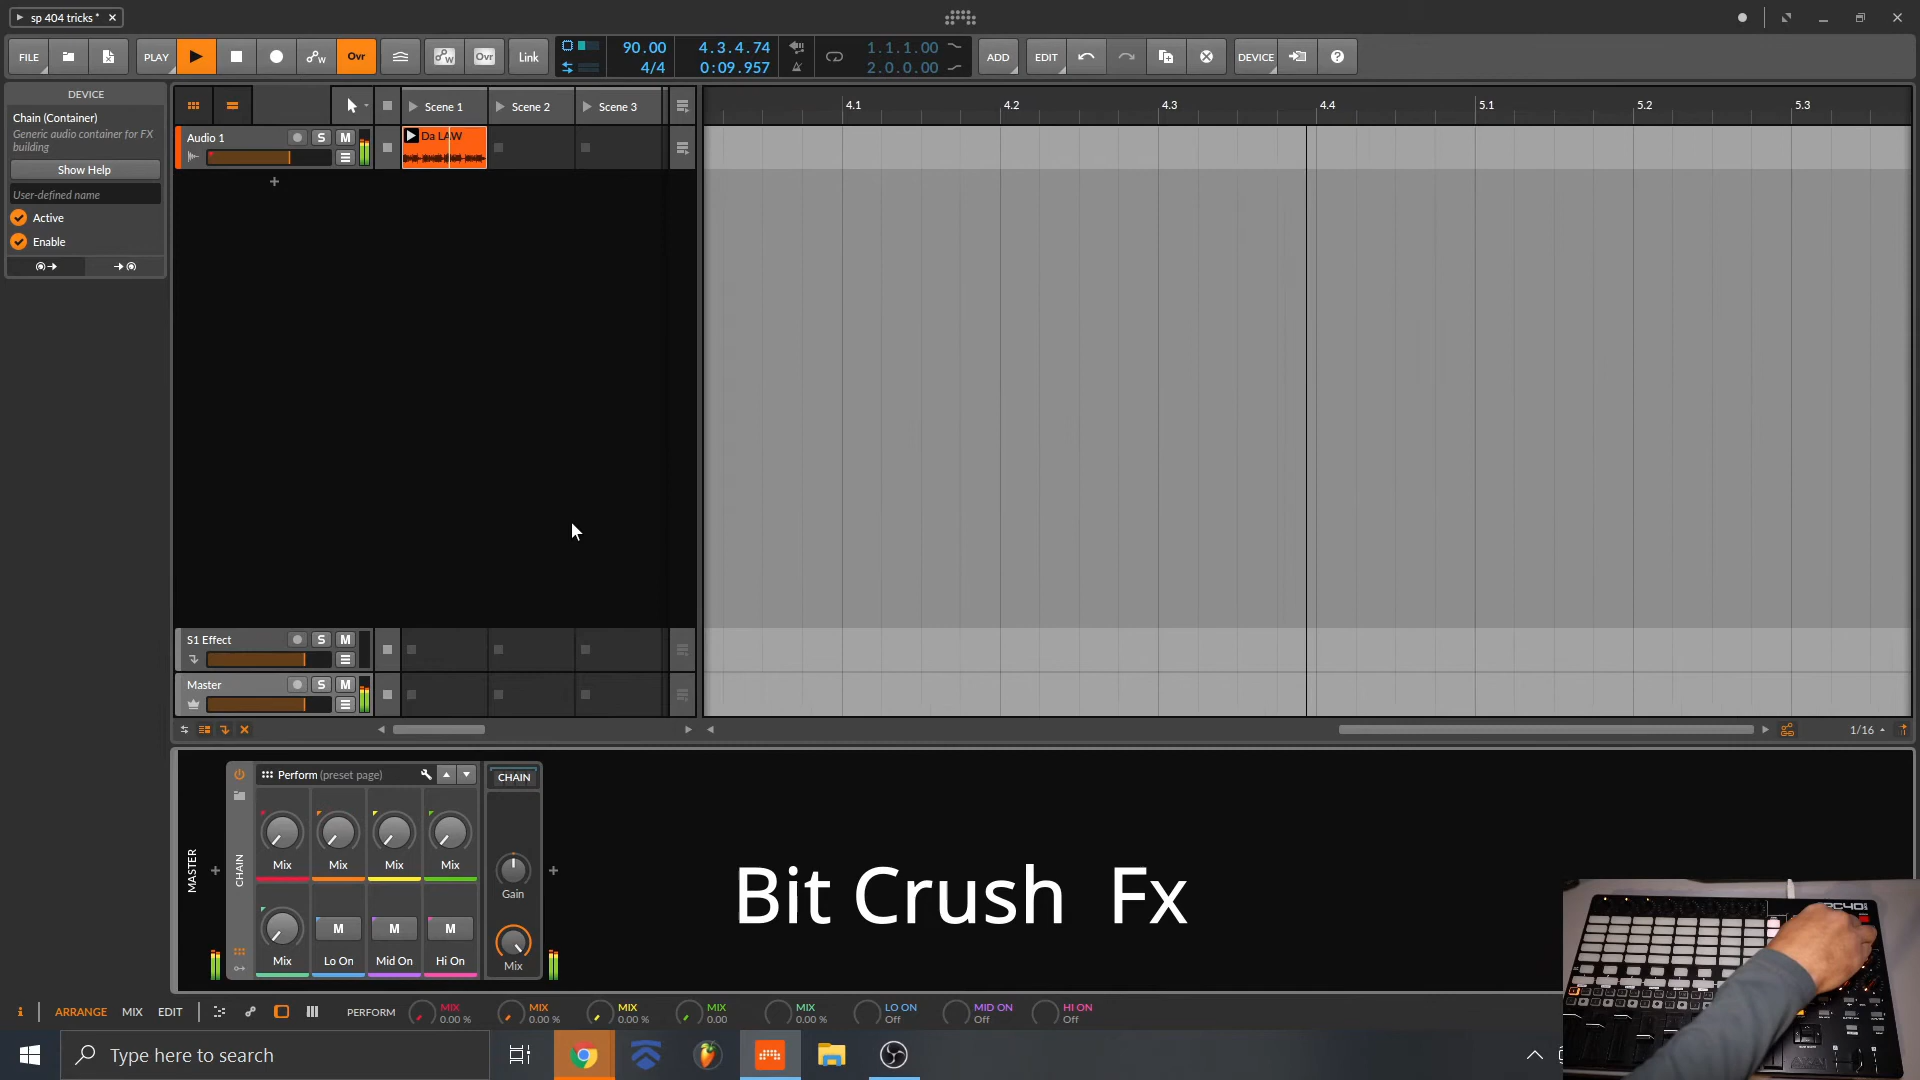 sp 404 tricks *
FILE
PLAY
Ovr
Ovr
Link
90.00
4/4
4.3.4.74
0:09.957
1.1.1.00
2.0.0.00
ADD
EDIT
DEVICE
DEVICE
Chain (Container)
Generic audio container for FX
building
Show Help
User-defined name
Active
Enable
Scene 1
Scene 2
Scene 3
4.1
4.2
4.3
4.4
5.1
5.2
5.3
Audio 1
S
M
Da LAW
S1 Effect
S
M
Master
S
M
1/16
MASTER
CHAIN
Perform (preset page)
CHAIN
Mix
Mix
Mix
Mix
Gain
M
M
M
Mix
Lo On
Mid On
Hi On
Mix
Bit Crush Fx
ARRANGE
MIX
EDIT
PERFORM
MIX
0.00 %
MIX
0.00 %
MIX
0.00 %
MIX
0.00
MIX
0.00 %
LO ON
Off
MID ON
Off
HI ON
Off
Type here to search